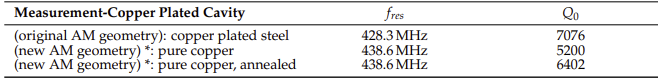 Measurement-Copper Plated Cavity f_res Q_0
(original AM geometry): copper plated steel 428.3 MHz 7076
(new AM geometry) *: pure copper 438.6 MHz 5200
(new AM geometry) *: pure copper, annealed 438.6 MHz 6402